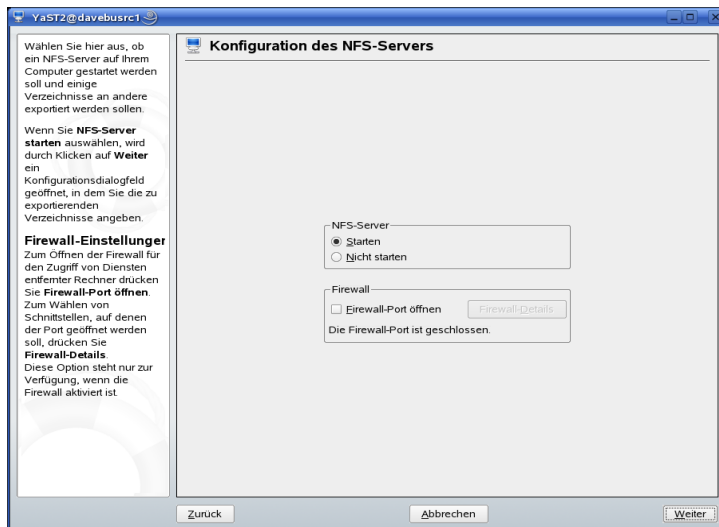 YaST2@davebusrc1
Wählen Sie hier aus, ob
ein NFS-Server auf Ihrem
Computer gestartet werden
soll und einige
Verzeichnisse an andere
exportiert werden sollen.
Wenn Sie NFS-Server
starten auswählen, wird
durch Klicken auf Weiter
ein
Konfigurationsdialogfeld
geöffnet, in dem Sie die zu
exportierenden
Verzeichnisse angeben.
Firewall-Einstellunger
Zum Öffnen der Firewall für
den Zugriff von Diensten
entfernter Rechner drücken
Sie Firewall-Port öffnen.
Zum Wählen von
Schnittstellen, auf denen
der Port geöffnet werden
soll, drücken Sie
Firewall-Details.
Diese Option steht nur zur
Verfügung, wenn die
Firewall aktiviert ist.
Konfiguration des NFS-Servers
NFS-Server
Starten
Nicht starten
Firewall
Firewall-Port öffnen
Firewall-Details
Die Firewall-Port ist geschlossen.
Zurück
Abbrechen
Weiter